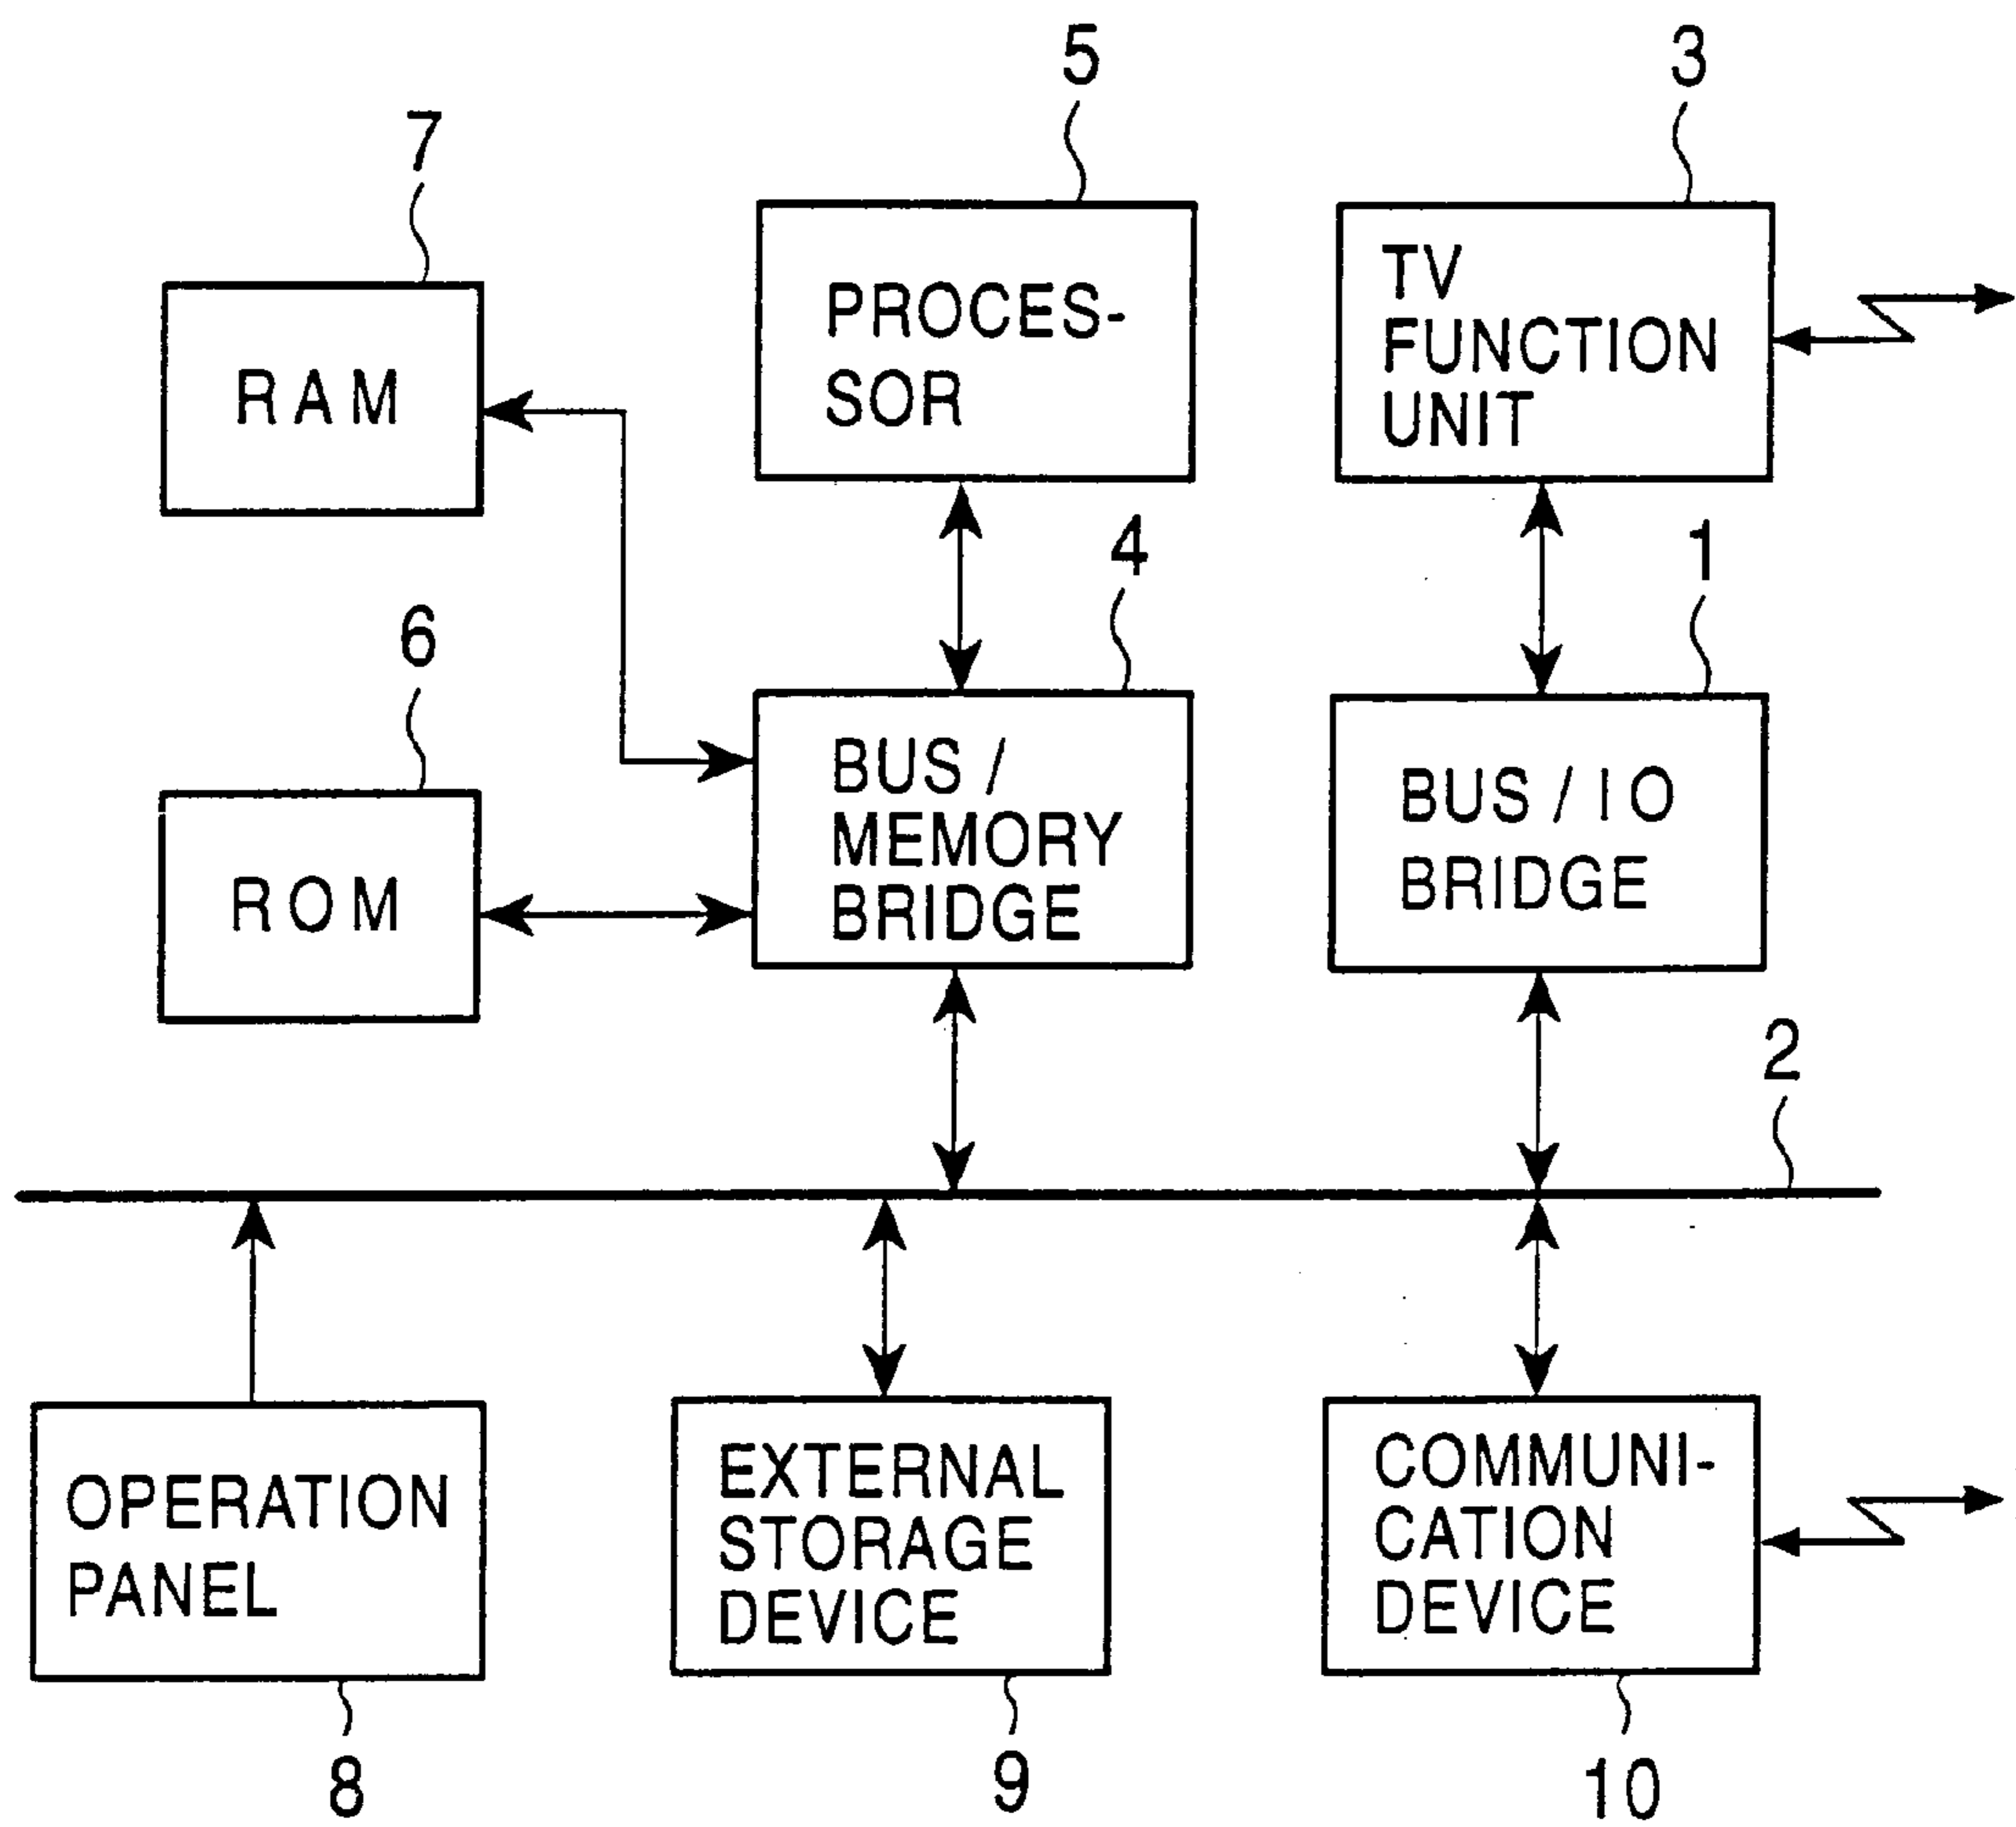 5
3
7
PROCES-
SOR
TV
FUNCTION
UNIT
RAM
4
1
6
BUS /
MEMORY
BRIDGE
BUS / IO
BRIDGE
ROM
2
OPERATION
PANEL
EXTERNAL
STORAGE
DEVICE
COMMUNI-
CATION
DEVICE
8
9
10